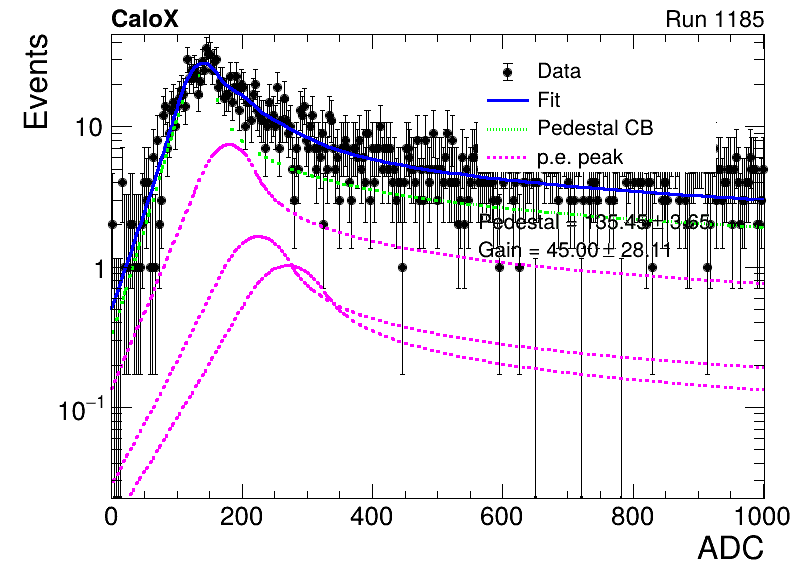 CaloX Run 1185
Events
Data
Fit
Pedestal CB
p.e. peak
Pedestal = 135.45 ± 3.65
Gain = 45.00 ± 28.11
10
1
10⁻¹
0 200 400 600 800 1000
ADC